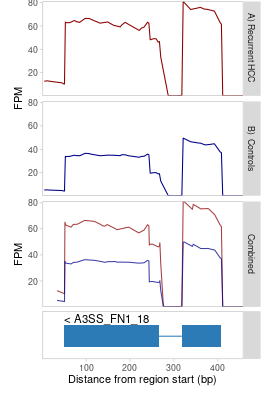 80
60
40
20
FPM
A) Recurrent HCC
80
60
40
20
B): Controls
80
60
40
20
FPM
Combined
< A3SS_FN1_18
100
200
300
400
Distance from region start (bp)